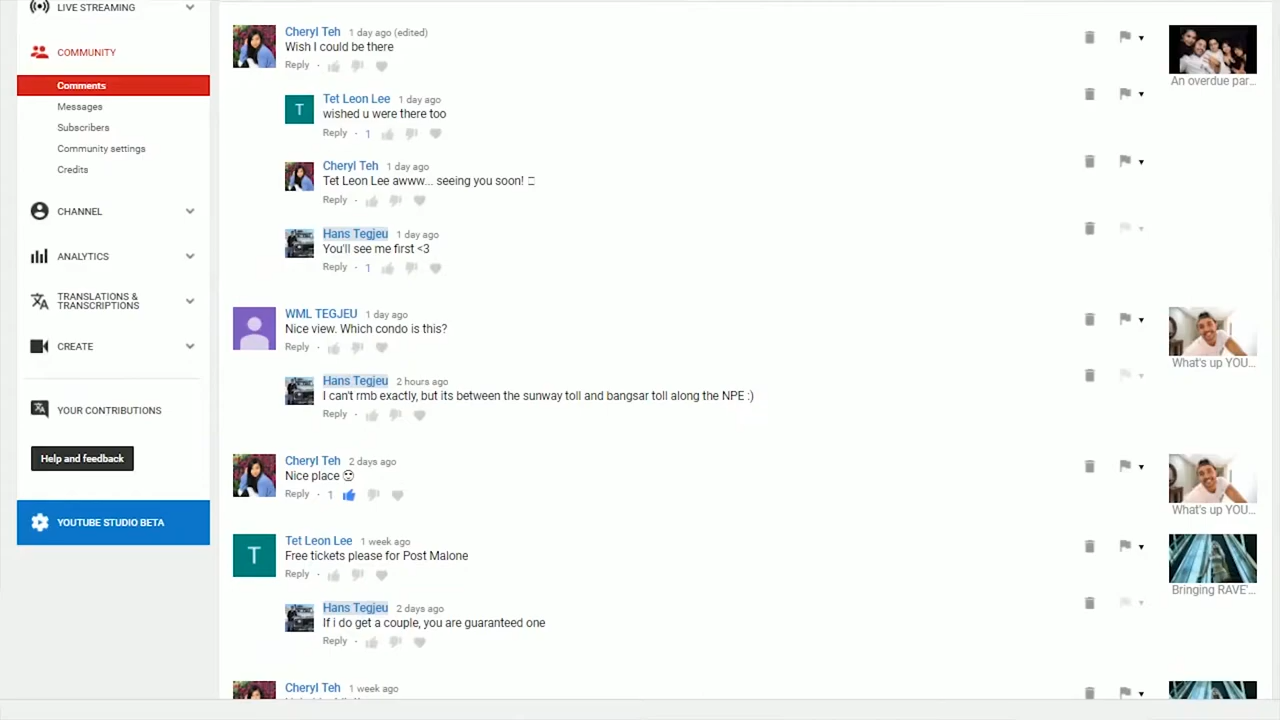 LIVE STREAMING
COMMUNITY
Comments
Messages
Subscribers
Community settings
Credits
CHANNEL
ANALYTICS
TRANSLATIONS &
TRANSCRIPTIONS
CREATE
YOUR CONTRIBUTIONS
Help and feedback
YOUTUBE STUDIO BETA
Cheryl Teh 1 day ago (edited)
Wish I could be there
Reply ·
An overdue par...
T
Tet Leon Lee 1 day ago
wished u were there too
Reply · 1
Cheryl Teh 1 day ago
Tet Leon Lee awww... seeing you soon!
Reply ·
Hans Tegjeu 1 day ago
You'll see me first <3
Reply · 1
WML TEGJEU 1 day ago
Nice view. Which condo is this?
Reply ·
What's up YOU...
Hans Tegjeu 2 hours ago
I can't rmb exactly, but its between the sunway toll and bangsar toll along the NPE :)
Reply ·
Cheryl Teh 2 days ago
Nice place 🙄
Reply · 1
What's up YOU...
T
Tet Leon Lee 1 week ago
Free tickets please for Post Malone
Reply ·
Bringing RAVE'...
Hans Tegjeu 2 days ago
If i do get a couple, you are guaranteed one
Reply ·
Cheryl Teh 1 week ago